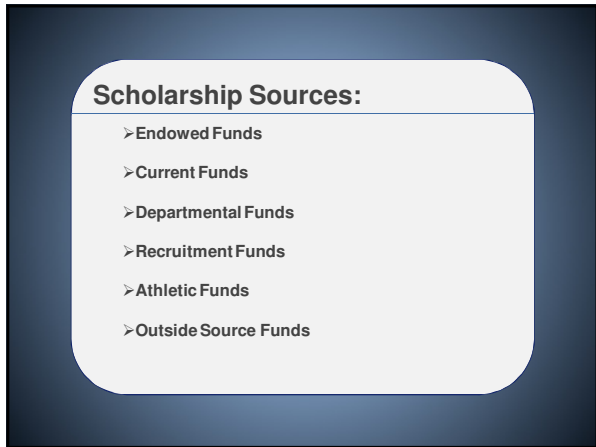 Scholarship Sources:
➢Endowed Funds
➢Current Funds
➢Departmental Funds
➢Recruitment Funds
➢Athletic Funds
➢Outside Source Funds